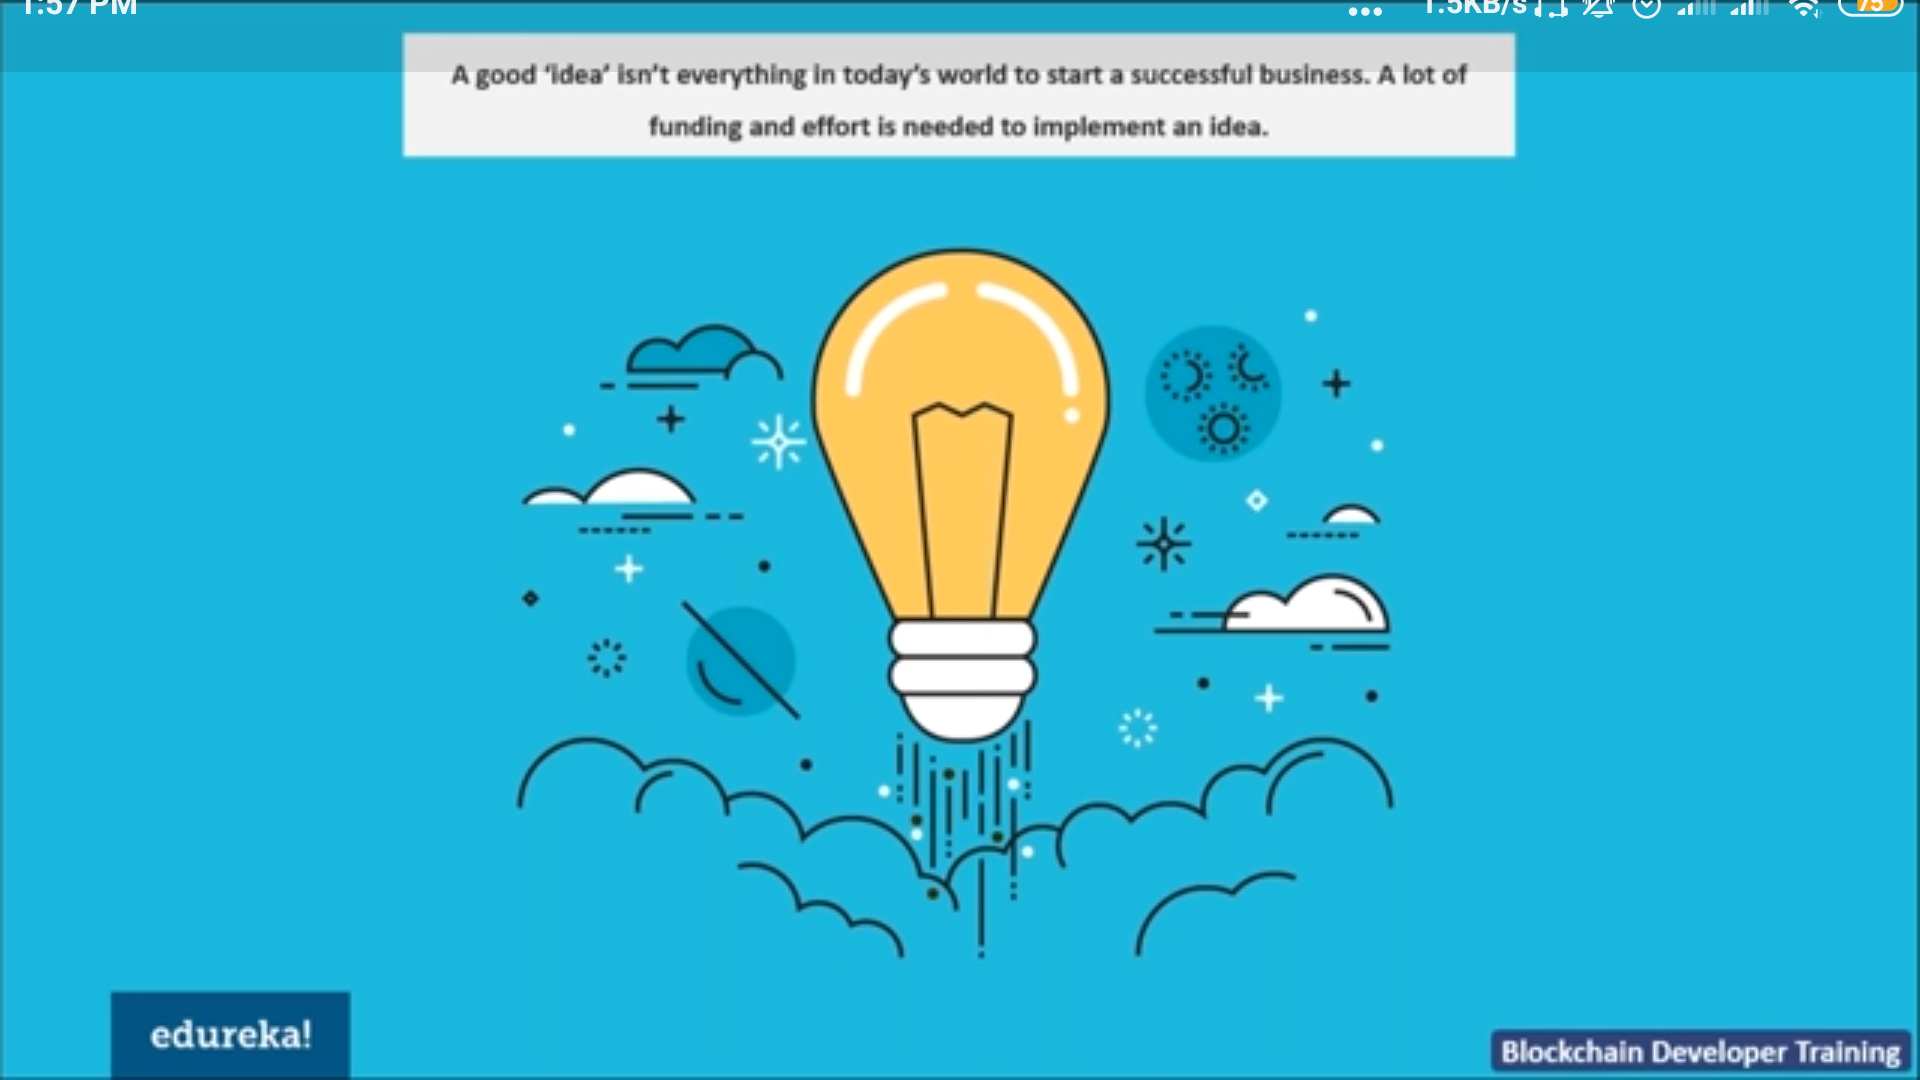 1:57 PM
... 1.5KB/s 75
A good ‘idea’ isn’t everything in today’s world to start a successful business. A lot of
funding and effort is needed to implement an idea.
edureka!
Blockchain Developer Training